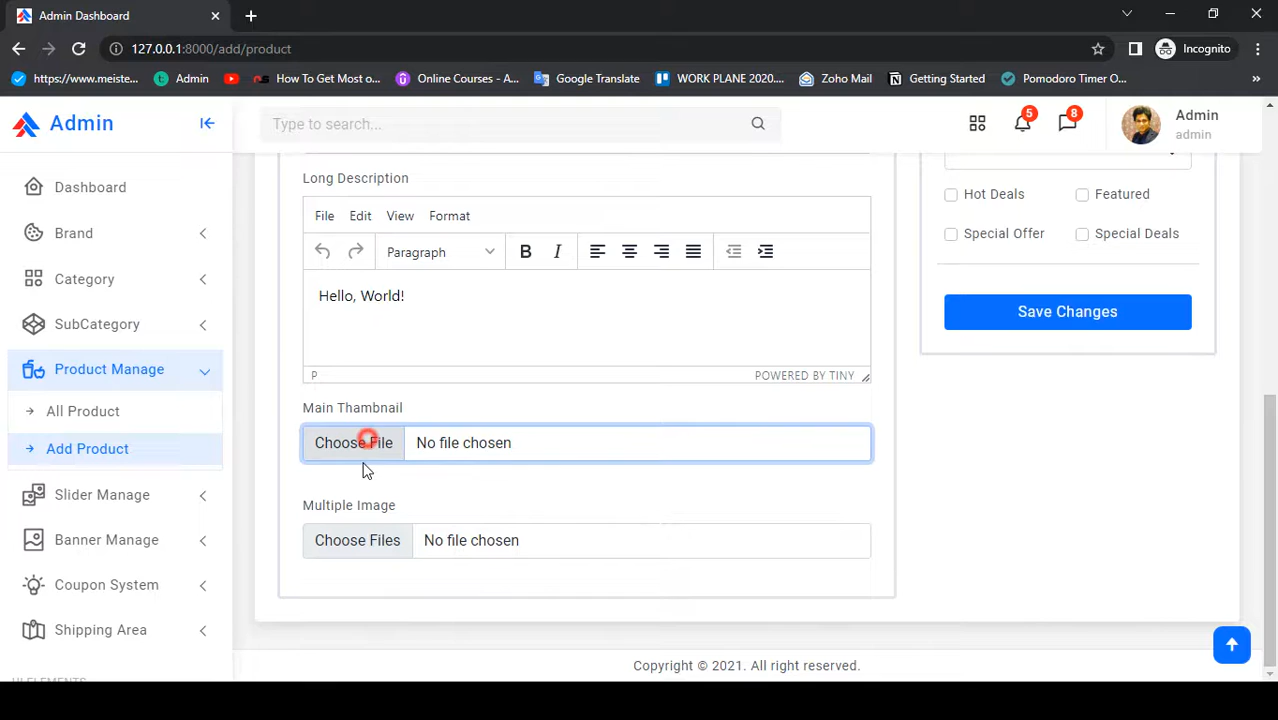 Admin Dashboard
127.0.0.1:8000/add/product
Incognito
https://www.meiste...
Admin
How To Get Most o...
Online Courses - A...
Google Translate
WORK PLANE 2020....
Zoho Mail
Getting Started
Pomodoro Timer O...
Admin
Type to search...
5
8
Admin
admin
Dashboard
Brand
Category
SubCategory
Product Manage
All Product
Add Product
Slider Manage
Banner Manage
Coupon System
Shipping Area
Long Description
File Edit View Format
Paragraph B I
Hello, World!
P POWERED BY TINY
Main Thambnail
Choose File No file chosen
Multiple Image
Choose Files No file chosen
Hot Deals Featured
Special Offer Special Deals
Save Changes
Copyright © 2021. All right reserved.